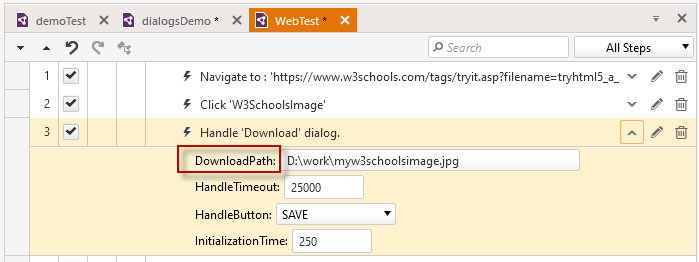 demoTest dialogsDemo * WebTest *
Search All Steps
1 Navigate to : 'https://www.w3schools.com/tags/tryit.asp?filename=tryhtml5_a_
2 Click 'W3SchoolsImage'
3 Handle 'Download' dialog.
DownloadPath: D:\work\myw3schoolsimage.jpg
HandleTimeout: 25000
HandleButton: SAVE
InitializationTime: 250